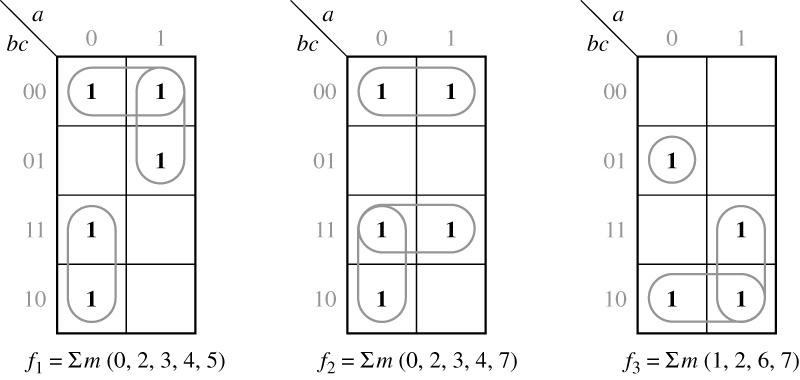 a
bc
0 1
00 1 1
01 1
11 1
10 1
f₁ = Σm (0, 2, 3, 4, 5)
a
bc
0 1
00 1 1
01
11 1 1
10 1
f₂ = Σm (0, 2, 3, 4, 7)
a
bc
0 1
00
01 1
11 1
10 1 1
f₃ = Σm (1, 2, 6, 7)